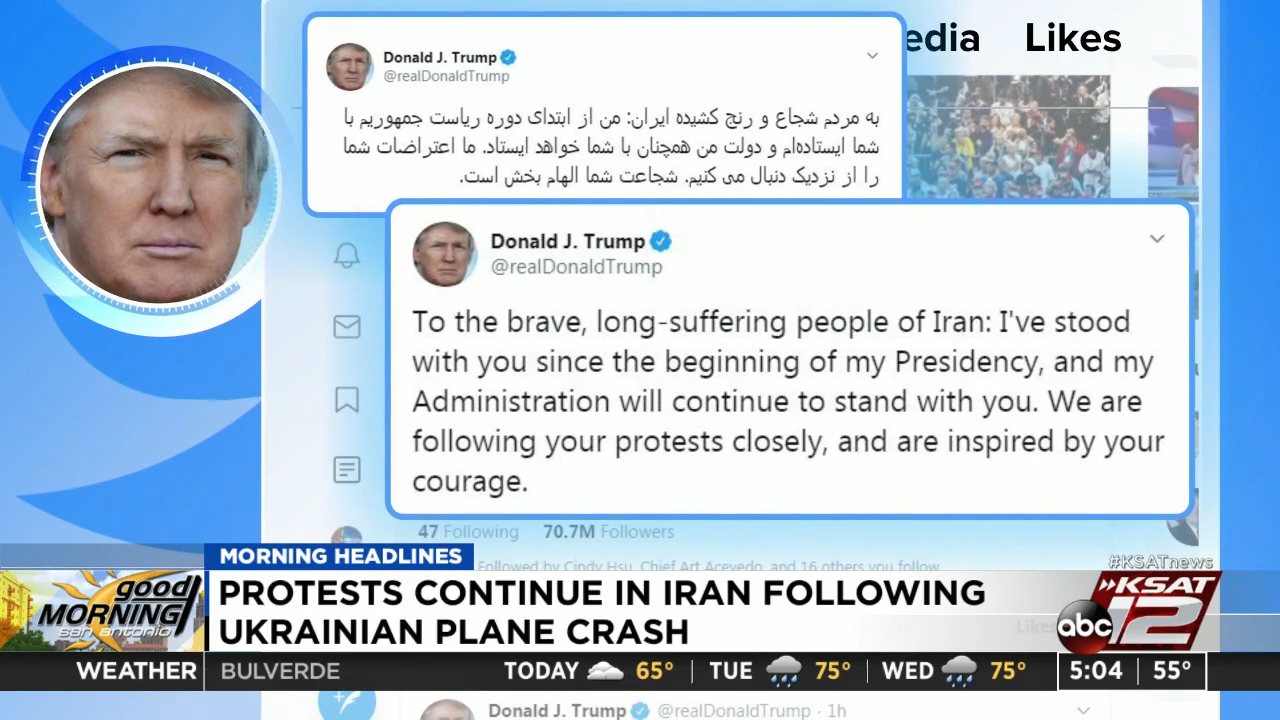 edia Likes
Donald J. Trump
@realDonaldTrump
به مردم شجاع و رنج کشیده ایران: من از ابتدای دوره ریاست جمهوریم با
شما ایستاده‌ام و دولت من همچنان با شما خواهد ایستاد. ما اعتراضات شما
را از نزدیک دنبال می کنیم. شجاعت شما الهام بخش است.
Donald J. Trump
@realDonaldTrump
To the brave, long-suffering people of Iran: I've stood
with you since the beginning of my Presidency, and my
Administration will continue to stand with you. We are
following your protests closely, and are inspired by your
courage.
47 Following 70.7M Followers
Followed by Cindy Hsu, Chief Art Acevedo, and 16 others you follow
MORNING HEADLINES
#KSATnews
good
MORNING
san antonio
PROTESTS CONTINUE IN IRAN FOLLOWING
UKRAINIAN PLANE CRASH
KSAT
abc 12
Likes
WEATHER BULVERDE TODAY 65° TUE 75° WED 75° 5:04 55°
Donald J. Trump @realDonaldTrump · 1h